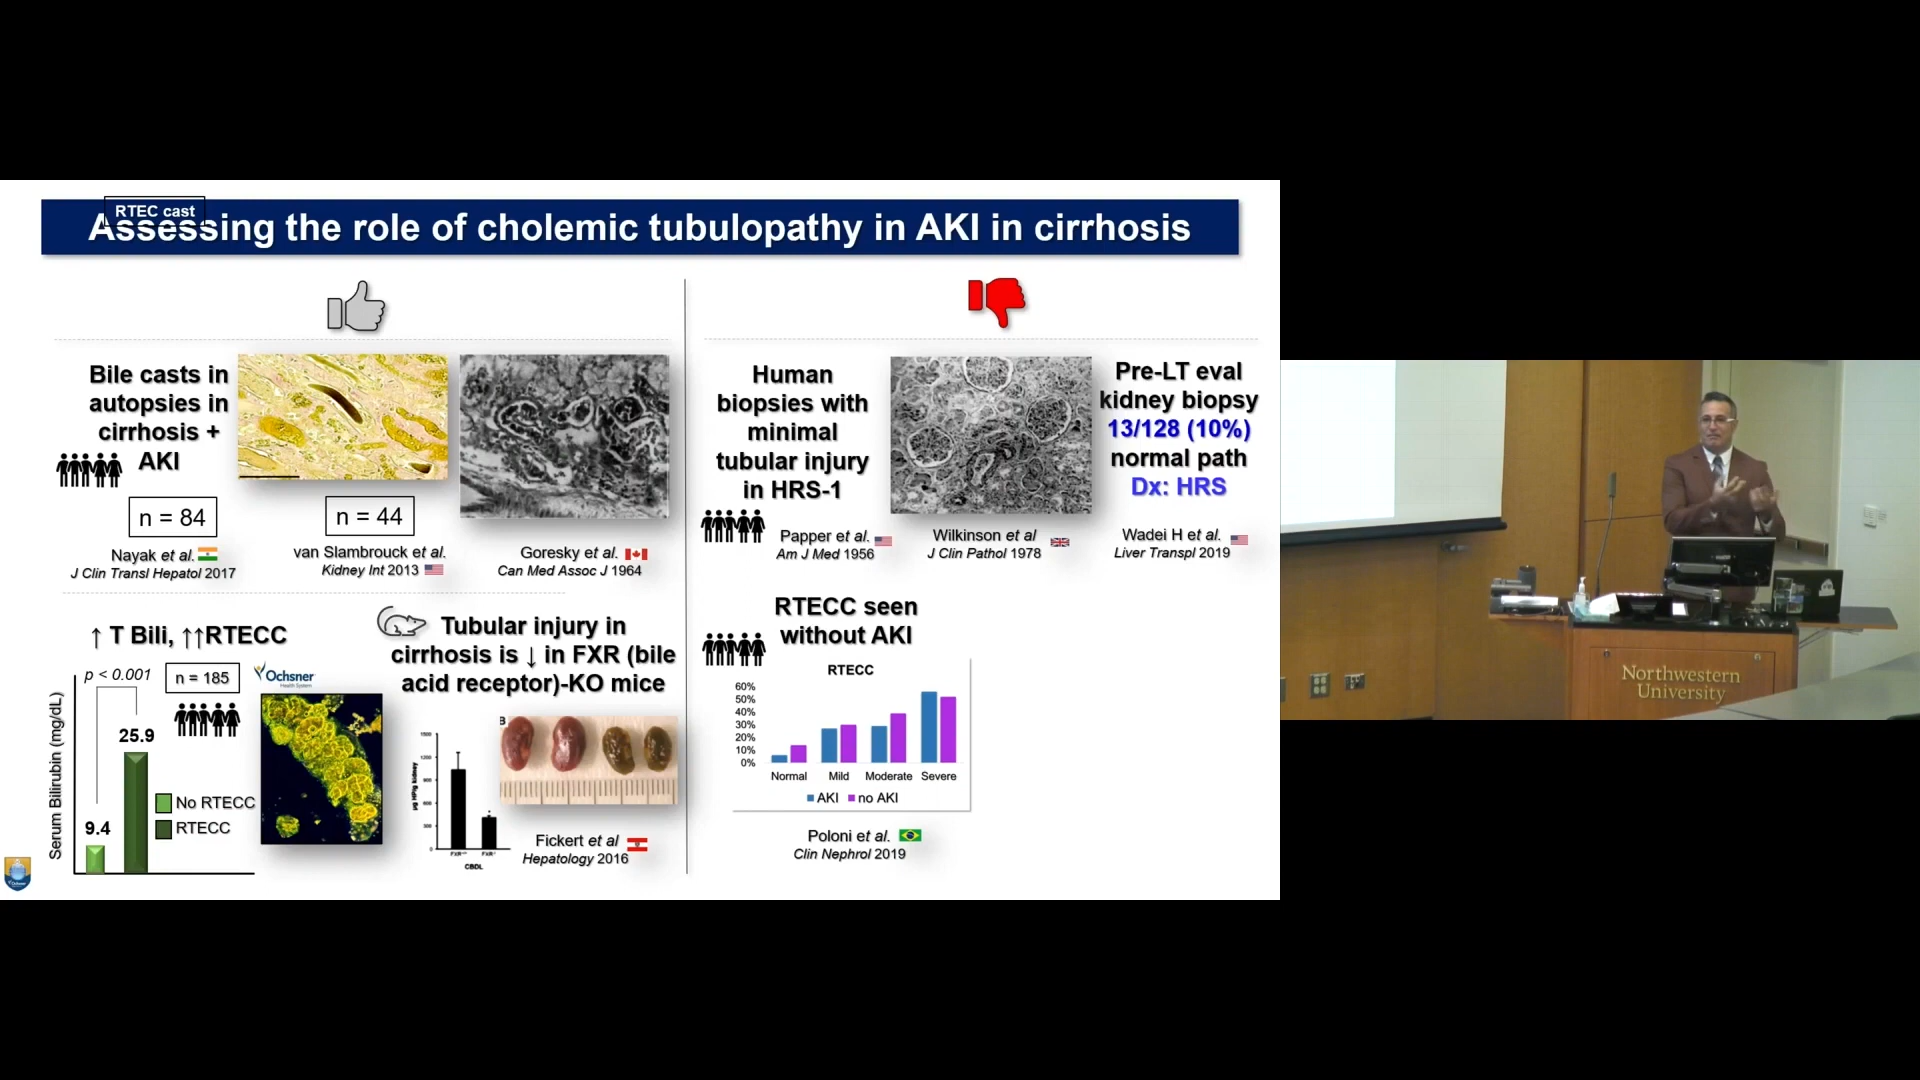 RTEC cast
Assessing the role of cholemic tubulopathy in AKI in cirrhosis
Bile casts in
autopsies in
cirrhosis +
AKI
n = 84
Nayak et al.
J Clin Transl Hepatol 2017
n = 44
van Slambrouck et al.
Kidney Int 2013
Goresky et al.
Can Med Assoc J 1964
↑ T Bili, ↑↑RTECC
p < 0.001
n = 185
Ochsner
Health System
Serum Bilirubin (mg/dL)
9.4
25.9
No RTECC
RTECC
Tubular injury in
cirrhosis is ↓ in FXR (bile
acid receptor)-KO mice
B
1500
1200
900
600
300
0
CBDL
Fickert et al
Hepatology 2016
Human
biopsies with
minimal
tubular injury
in HRS-1
Papper et al.
Am J Med 1956
Wilkinson et al
J Clin Pathol 1978
Pre-LT eval
kidney biopsy
13/128 (10%)
normal path
Dx: HRS
Wadei H et al.
Liver Transpl 2019
RTECC seen
without AKI
RTECC
60%
50%
40%
30%
20%
10%
0%
Normal Mild Moderate Severe
AKI no AKI
Poloni et al.
Clin Nephrol 2019
Northwestern
University